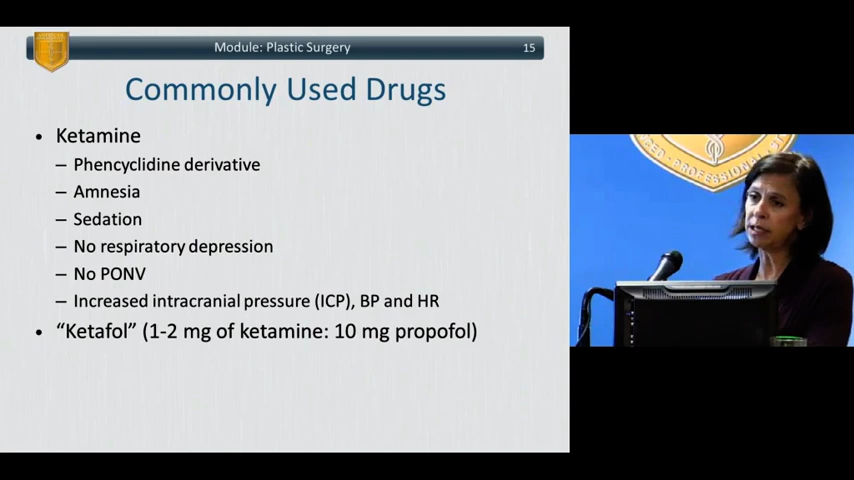 Module: Plastic Surgery 15
Commonly Used Drugs
• Ketamine
– Phencyclidine derivative
– Amnesia
– Sedation
– No respiratory depression
– No PONV
– Increased intracranial pressure (ICP), BP and HR
• “Ketafol” (1-2 mg of ketamine: 10 mg propofol)
PROFESSIONAL